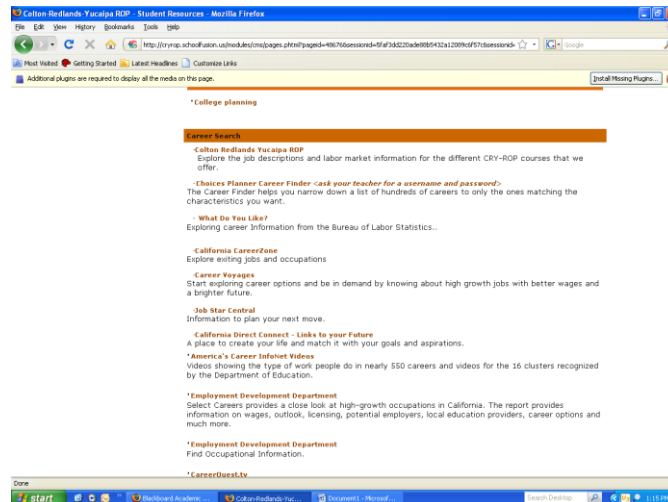 Colton-Redlands-Yucaipa ROP - Student Resources - Mozilla Firefox
File Edit View History Bookmarks Tools Help
Google
Most Visited Getting Started Latest Headlines Customize Links
Additional plugins are required to display all the media on this page. Install Missing Plugins...
*College planning
Career Search
·Colton Redlands Yucaipa ROP
Explore the job descriptions and labor market information for the different CRY-ROP courses that we
offer.
·Choices Planner Career Finder <ask your teacher for a username and password>
The Career Finder helps you narrow down a list of hundreds of careers to only the ones matching the
characteristics you want.
· What Do You Like?
Exploring career Information from the Bureau of Labor Statistics..
·California CareerZone
Explore exiting jobs and occupations
·Career Voyages
Start exploring career options and be in demand by knowing about high growth jobs with better wages and
a brighter future.
·Job Star Central
Information to plan your next move.
·California Direct Connect - Links to your Future
A place to create your life and match it with your goals and aspirations.
*America's Career InfoNet Videos
Videos showing the type of work people do in nearly 550 careers and videos for the 16 clusters recognized
by the Department of Education.
*Employment Development Department
Select Careers provides a close look at high-growth occupations in California. The report provides
information on wages, outlook, licensing, potential employers, local education providers, career options and
much more.
*Employment Development Department
Find Occupational Information.
*CareerQuest.tv
Done
start Blackboard Academic ... Colton-Redlands-Yuc... Document1 - Microsof... Search Desktop 1:15 PM